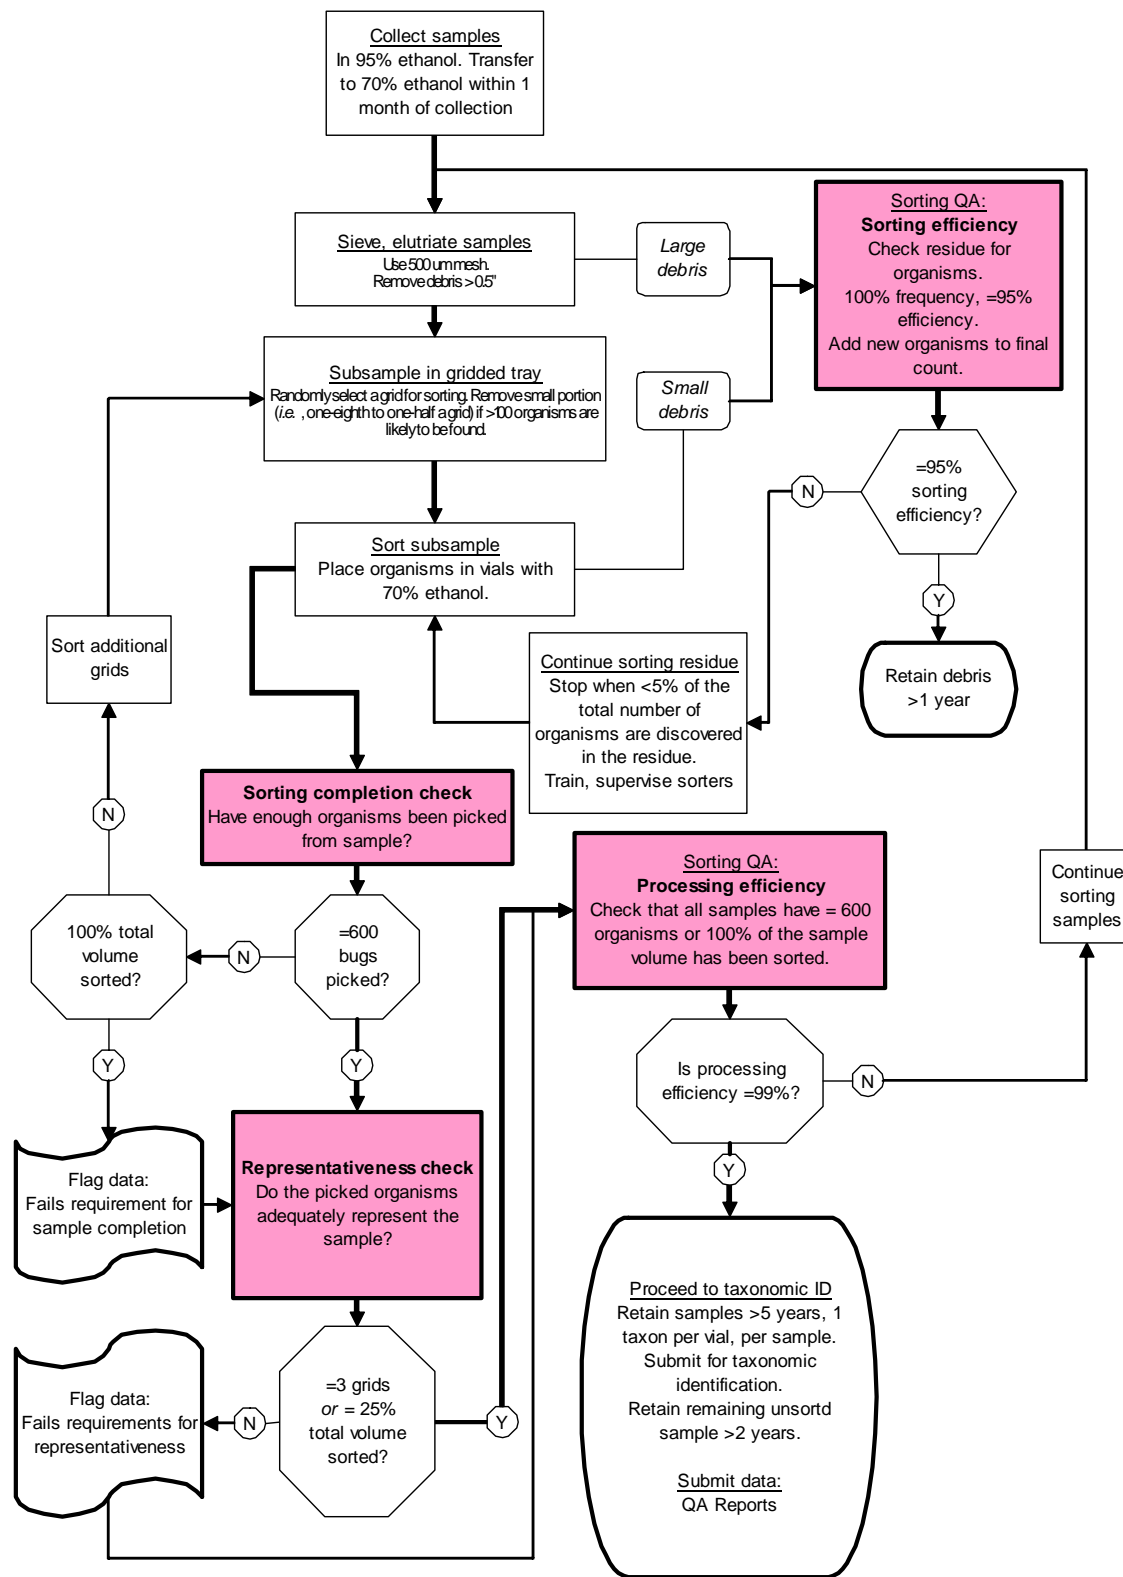 Collect samples
In 95% ethanol. Transfer
to 70% ethanol within 1
month of collection
Sieve, elutriate samples
Use 500 um mesh.
Remove debris > 0.5"
Large
debris
Sorting QA:
Sorting efficiency
Check residue for
organisms.
100% frequency, =95%
efficiency.
Add new organisms to final
count.
Subsample in gridded tray
Randomly select a grid for sorting. Remove small portion
(i.e. , one-eighth to one-half a grid) if >100 organisms are
likely to be found.
Small
debris
=95%
sorting
efficiency?
N
Y
Retain debris
>1 year
Sort subsample
Place organisms in vials with
70% ethanol.
Sort additional
grids
Continue sorting residue
Stop when <5% of the
total number of
organisms are discovered
in the residue.
Train, supervise sorters
Sorting completion check
Have enough organisms been picked
from sample?
N
100% total
volume
sorted?
N
=600
bugs
picked?
Y
Y
Sorting QA:
Processing efficiency
Check that all samples have = 600
organisms or 100% of the sample
volume has been sorted.
Continue
sorting
samples
Is processing
efficiency =99%?
N
Y
Flag data:
Fails requirement for
sample completion
Representativeness check
Do the picked organisms
adequately represent the
sample?
Flag data:
Fails requirements for
representativeness
N
=3 grids
or = 25%
total volume
sorted?
Y
Proceed to taxonomic ID
Retain samples >5 years, 1
taxon per vial, per sample.
Submit for taxonomic
identification.
Retain remaining unsortd
sample >2 years.
Submit data:
QA Reports